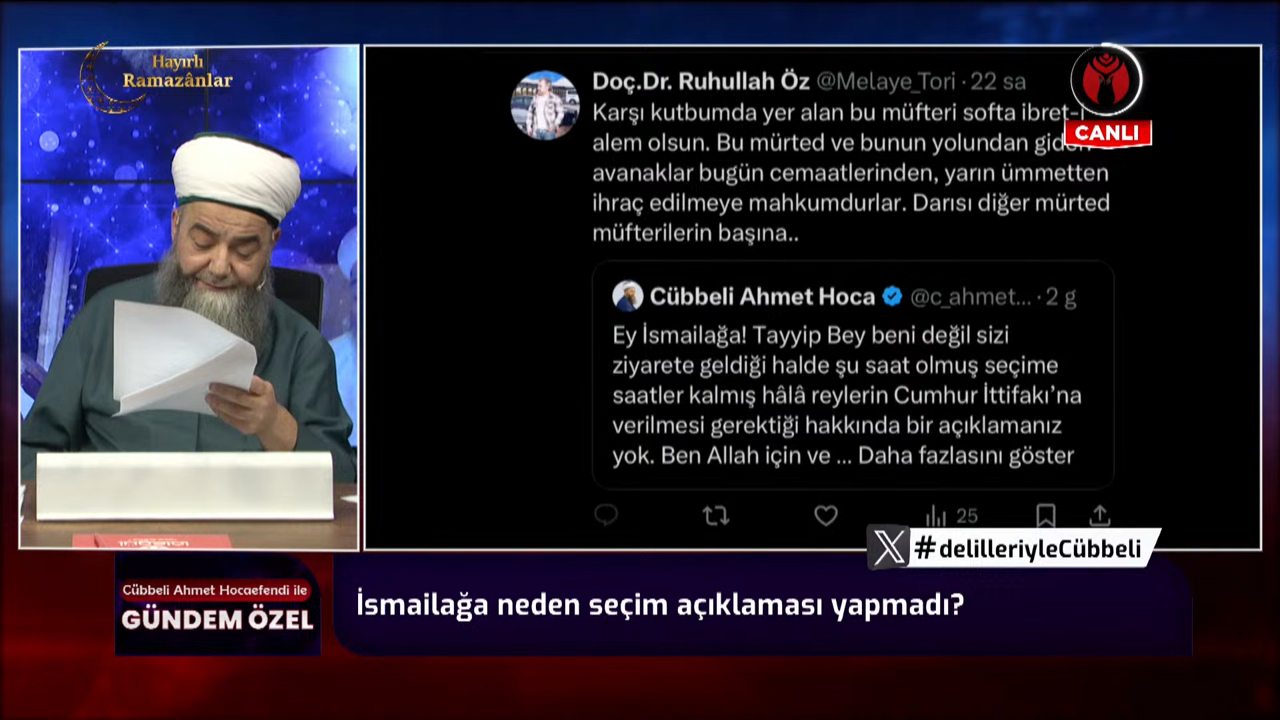 Hayırlı
Ramazânlar
Doç.Dr. Ruhullah Öz @Melaye_Tori · 22 sa
Karşı kutbumda yer alan bu müfteri softa ibret-i
alem olsun. Bu mürted ve bunun yolundan giden
avanaklar bugün cemaatlerinden, yarın ümmetten
ihraç edilmeye mahkumdurlar. Darısı diğer mürted
müfterilerin başına..
Cübbeli Ahmet Hoca @c_ahmet... · 2 g
Ey İsmailağa! Tayyip Bey beni değil sizi
ziyarete geldiği halde şu saat olmuş seçime
saatler kalmış hâlâ reylerin Cumhur İttifakı’na
verilmesi gerektiği hakkında bir açıklamanız
yok. Ben Allah için ve ... Daha fazlasını göster
25
CANLI
X #delilleriyleCübbeli
Cübbeli Ahmet Hocaefendi ile
GÜNDEM ÖZEL
İsmailağa neden seçim açıklaması yapmadı?